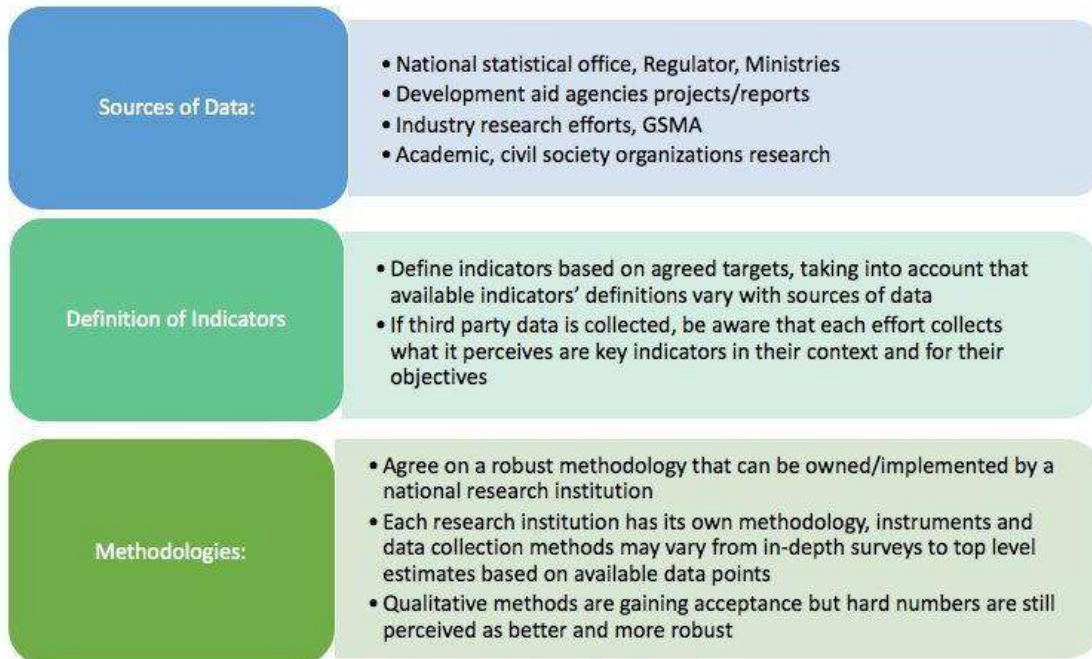 Sources of Data:
• National statistical office, Regulator, Ministries
• Development aid agencies projects/reports
• Industry research efforts, GSMA
• Academic, civil society organizations research
Definition of Indicators
• Define indicators based on agreed targets, taking into account that
available indicators’ definitions vary with sources of data
• If third party data is collected, be aware that each effort collects
what it perceives are key indicators in their context and for their
objectives
Methodologies:
• Agree on a robust methodology that can be owned/implemented by a
national research institution
• Each research institution has its own methodology, instruments and
data collection methods may vary from in-depth surveys to top level
estimates based on available data points
• Qualitative methods are gaining acceptance but hard numbers are still
perceived as better and more robust